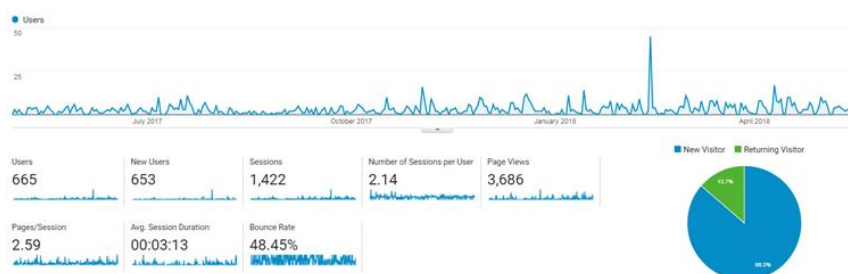 Users
50
25
July 2017
October 2017
January 2018
April 2018
New Visitor
Returning Visitor
Users
New Users
Sessions
Number of Sessions per User
Page Views
665
653
1,422
2.14
3,686
13.7%
86.3%
Pages/Session
Avg. Session Duration
Bounce Rate
2.59
00:03:13
48.45%